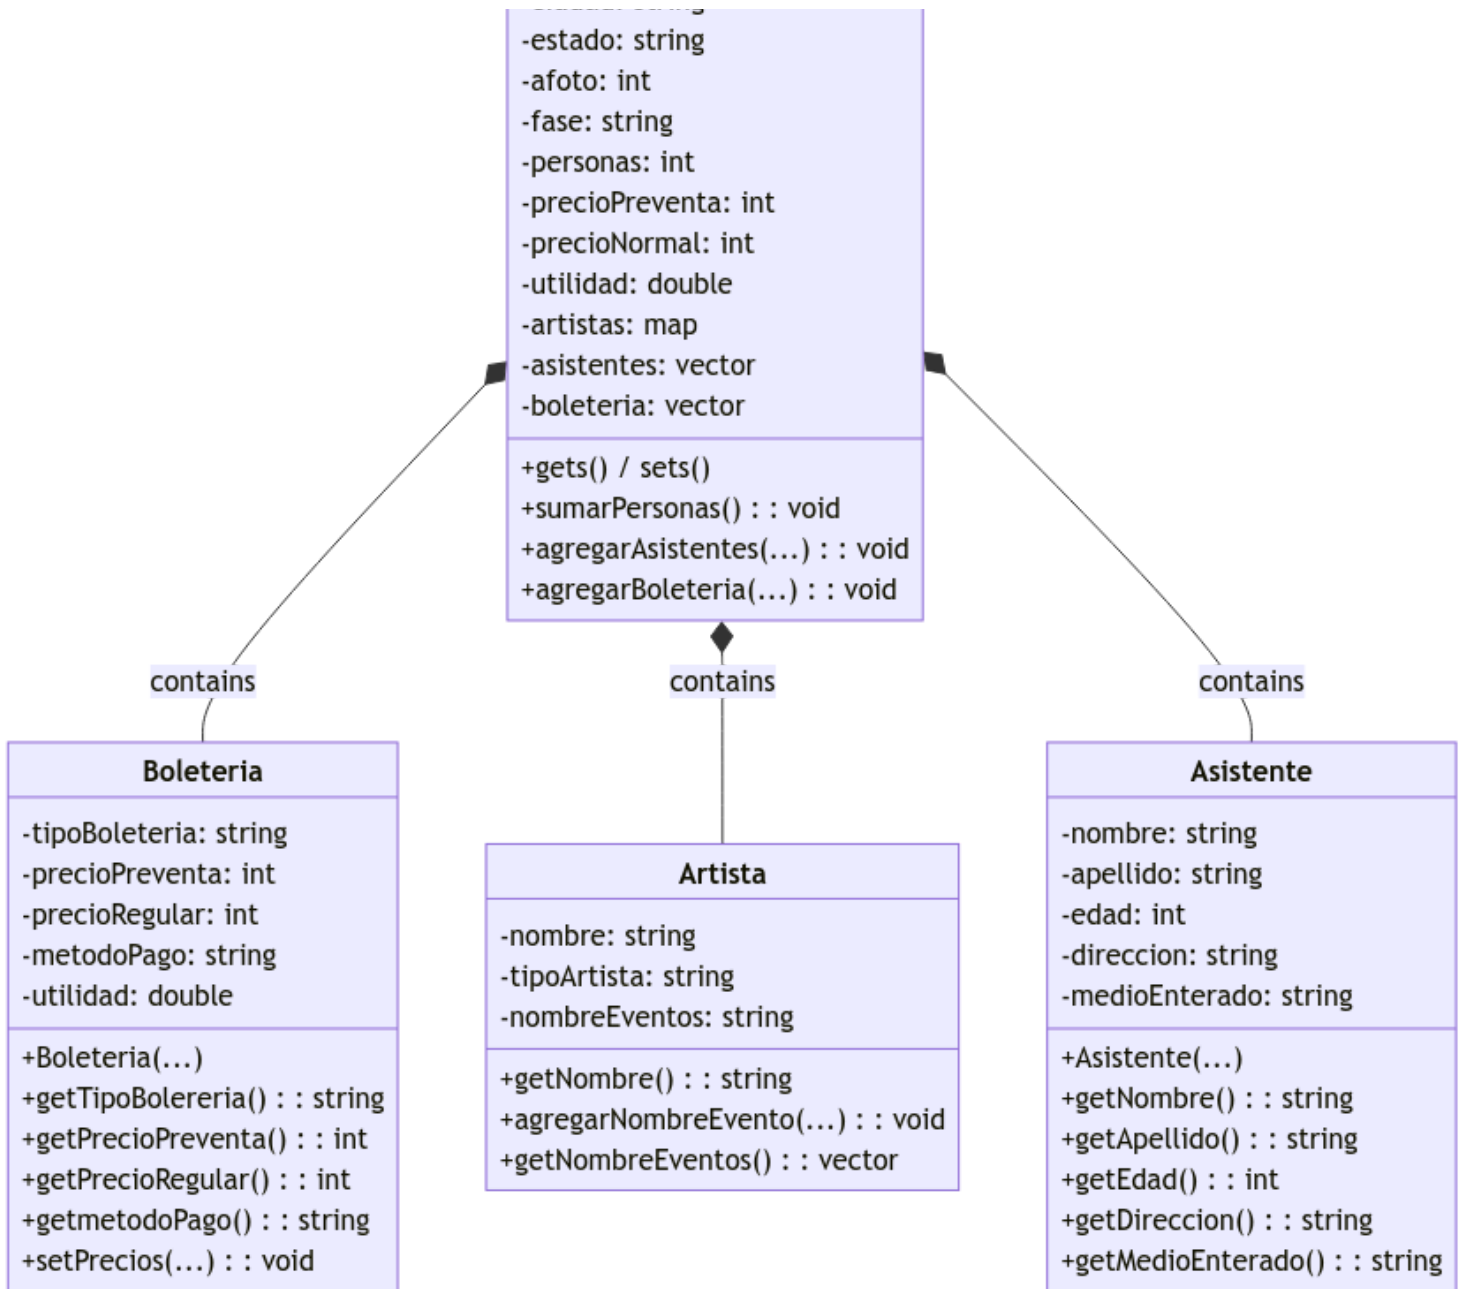 -estado: string
-afoto: int
-fase: string
-personas: int
-precioPreventa: int
-precioNormal: int
-utilidad: double
-artistas: map
-asistentes: vector
-boleteria: vector
+gets() / sets()
+sumarPersonas() : : void
+agregarAsistentes(...) : : void
+agregarBoleteria(...) : : void
contains
contains
contains
Boleteria
-tipoBoleteria: string
-precioPreventa: int
-precioRegular: int
-metodoPago: string
-utilidad: double
+Boleteria(...)
+getTipoBolereria() : : string
+getPrecioPreventa() : : int
+getPrecioRegular() : : int
+getmetodoPago() : : string
+setPrecios(...) : : void
Artista
-nombre: string
-tipoArtista: string
-nombreEventos: string
+getNombre() : : string
+agregarNombreEvento(...) : : void
+getNombreEventos() : : vector
Asistente
-nombre: string
-apellido: string
-edad: int
-direccion: string
-medioEnterado: string
+Asistente(...)
+getNombre() : : string
+getApellido() : : string
+getEdad() : : int
+getDireccion() : : string
+getMedioEnterado() : : string